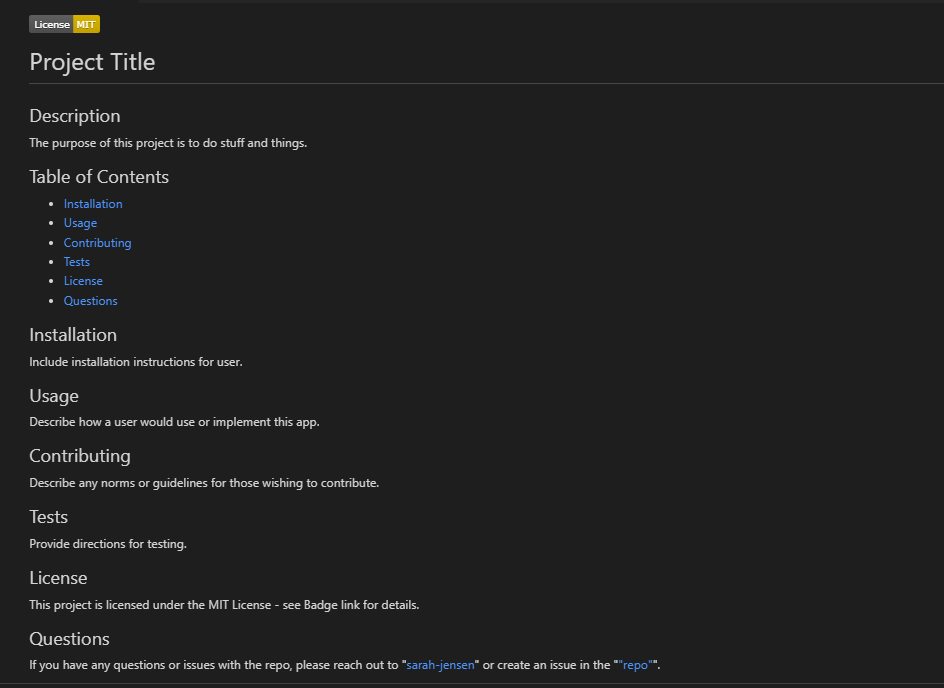 License MIT
Project Title
Description
The purpose of this project is to do stuff and things.
Table of Contents
Installation
Usage
Contributing
Tests
License
Questions
Installation
Include installation instructions for user.
Usage
Describe how a user would use or implement this app.
Contributing
Describe any norms or guidelines for those wishing to contribute.
Tests
Provide directions for testing.
License
This project is licensed under the MIT License - see Badge link for details.
Questions
If you have any questions or issues with the repo, please reach out to "sarah-jensen" or create an issue in the ""repo"".